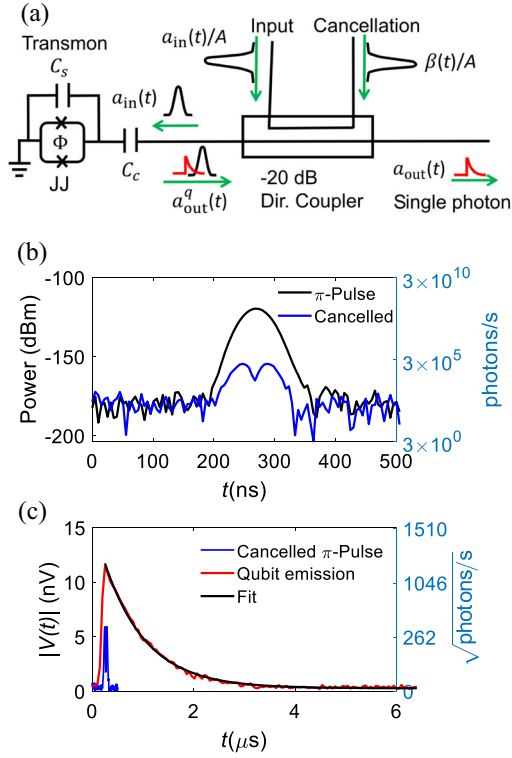 (a)
Input Cancellation
Transmon
C_s
a_in(t)/A
β(t)/A
a_in(t)
Φ
C_c
JJ
a^q_out(t)
-20 dB
Dir. Coupler
a_out(t)
Single photon
(b)
-100
-150
-200
Power (dBm)
π-Pulse
Cancelled
3×10^10
3×10^5
3×10^0
photons/s
0 100 200 300 400 500
t(ns)
(c)
15
10
5
0
|V(t)| (nV)
Cancelled π-Pulse
Qubit emission
Fit
1510
1046
262
0
√photons/s
0 2 4 6
t(μs)